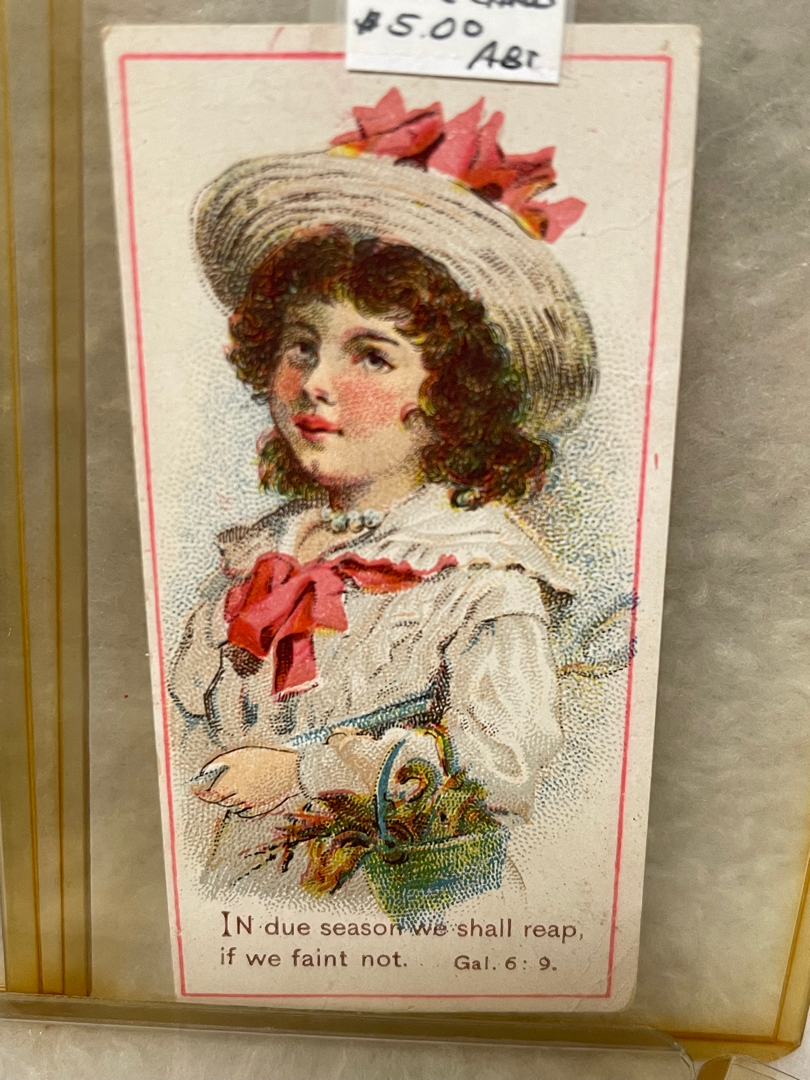 $5.00
ABT
IN due season we shall reap,
if we faint not. Gal. 6: 9.